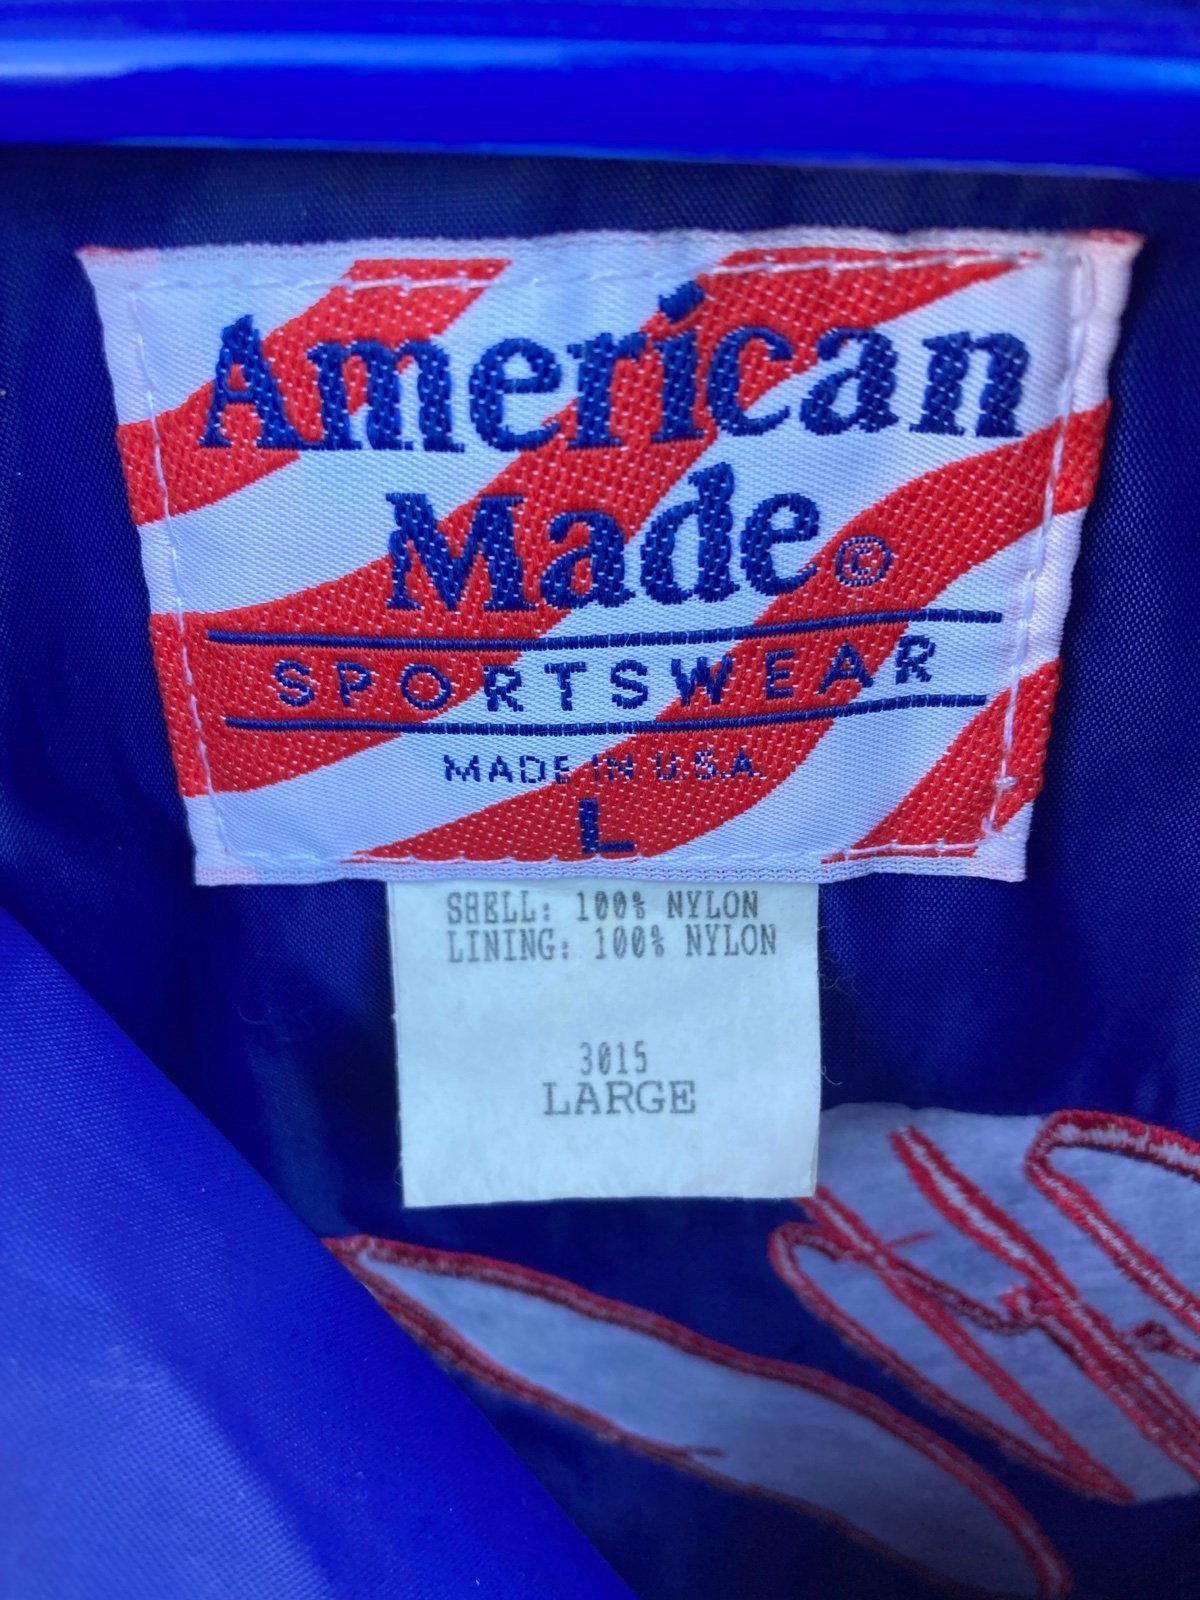 American
Made©
SPORTSWEAR
MADE IN U.S.A.
L
SHELL: 100% NYLON
LINING: 100% NYLON
3015
LARGE